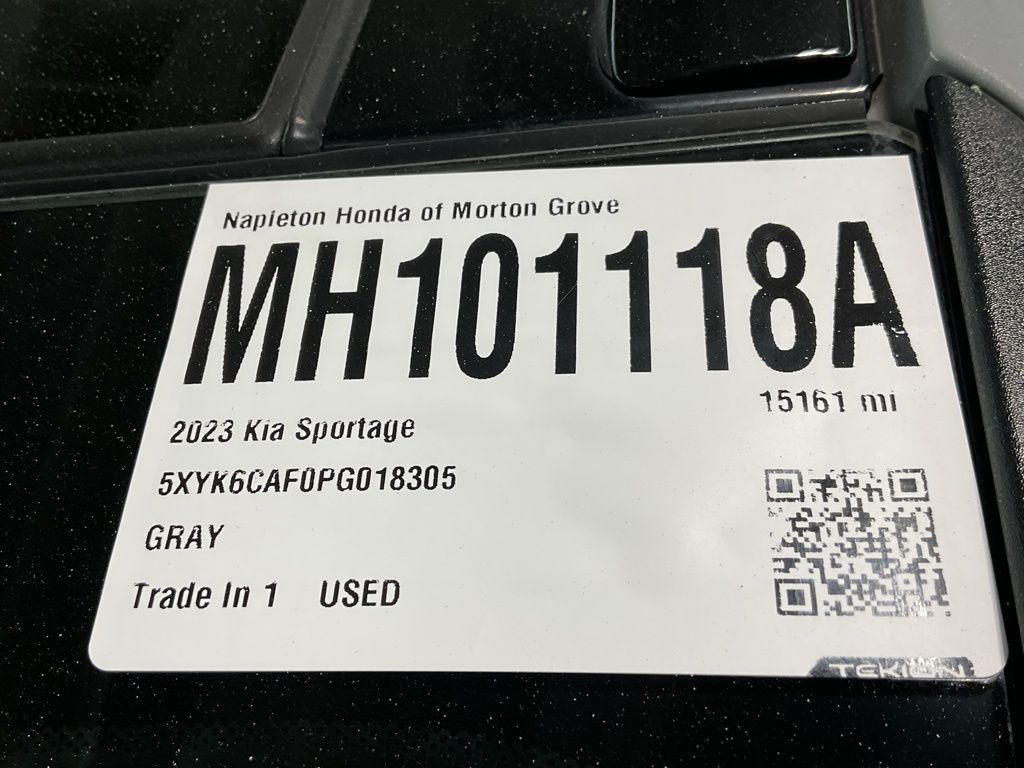 Napleton Honda of Morton Grove
MH101118A
15161 mi
2023 Kia Sportage
5XYK6CAF0PG018305
GRAY
Trade In 1 USED
TEKION